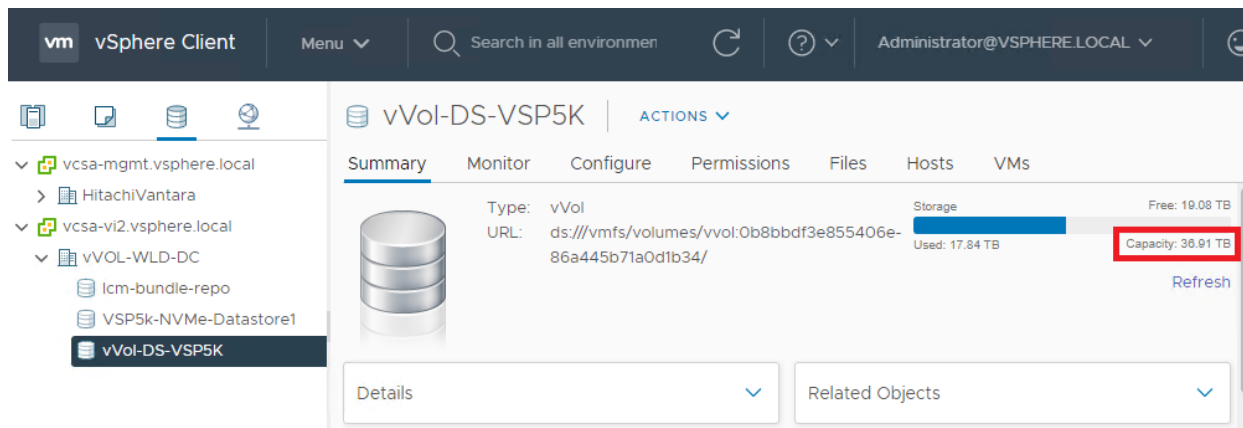 vm vSphere Client Menu Search in all environmen Administrator@VSPHERE.LOCAL
vVol-DS-VSP5K ACTIONS
vcsa-mgmt.vsphere.local
HitachiVantara
vcsa-vi2.vsphere.local
vVOL-WLD-DC
lcm-bundle-repo
VSP5k-NVMe-Datastore1
vVol-DS-VSP5K
Summary Monitor Configure Permissions Files Hosts VMs
Type: vVol
URL: ds:///vmfs/volumes/vvol:0b8bbdf3e855406e-
86a445b71a0d1b34/
Storage Free: 19.08 TB
Used: 17.84 TB Capacity: 36.91 TB
Refresh
Details
Related Objects